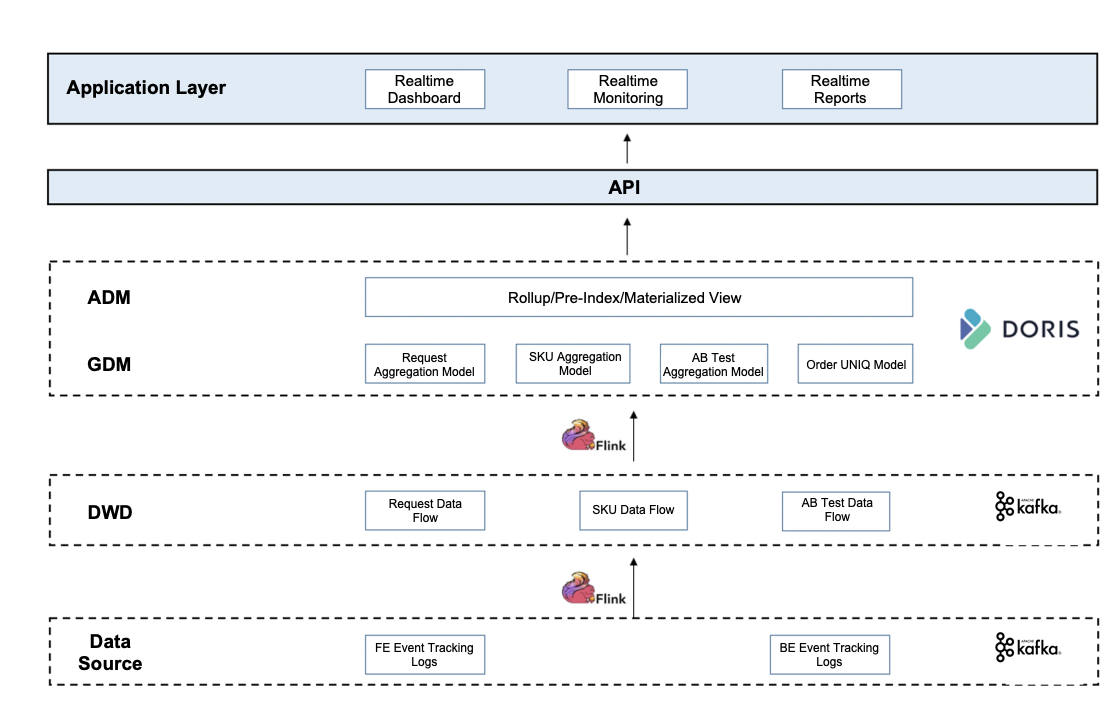 Application Layer
Realtime
Dashboard
Realtime
Monitoring
Realtime
Reports
API
ADM
Rollup/Pre-Index/Materialized View
DORIS
GDM
Request
Aggregation Model
SKU Aggregation
Model
AB Test
Aggregation Model
Order UNIQ Model
Flink
DWD
Request Data
Flow
SKU Data Flow
AB Test Data
Flow
APACHE
kafka
Flink
Data
Source
FE Event Tracking
Logs
BE Event Tracking
Logs
APACHE
kafka